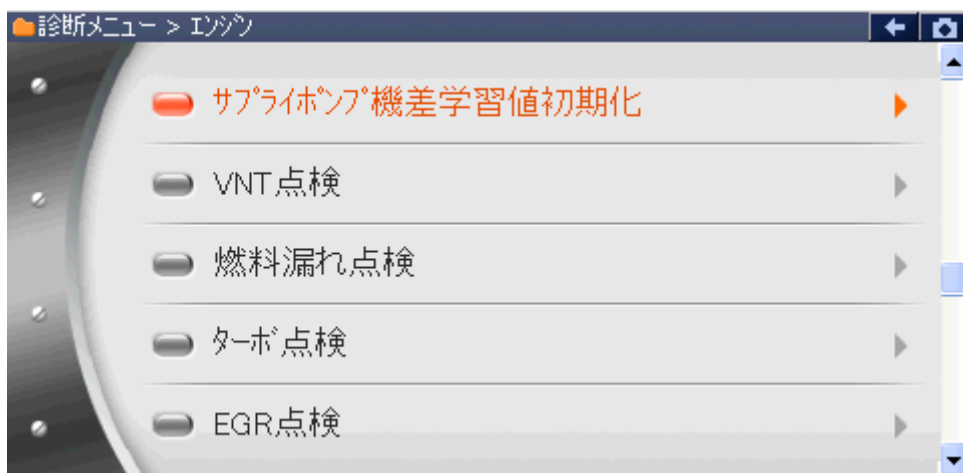 診断メニュー > エンジン
サプライポンプ機差学習値初期化
VNT点検
燃料漏れ点検
ターボ点検
EGR点検